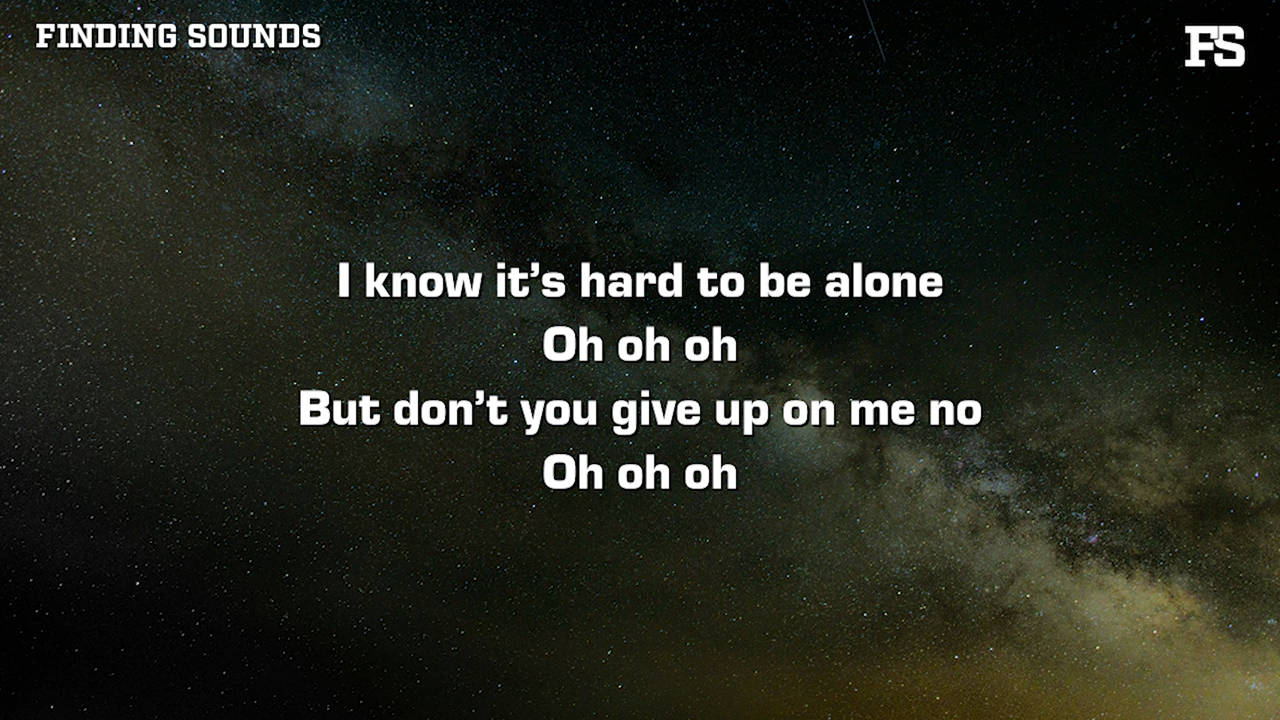 FINDING SOUNDS
FS
I know it’s hard to be alone
Oh oh oh
But don’t you give up on me no
Oh oh oh